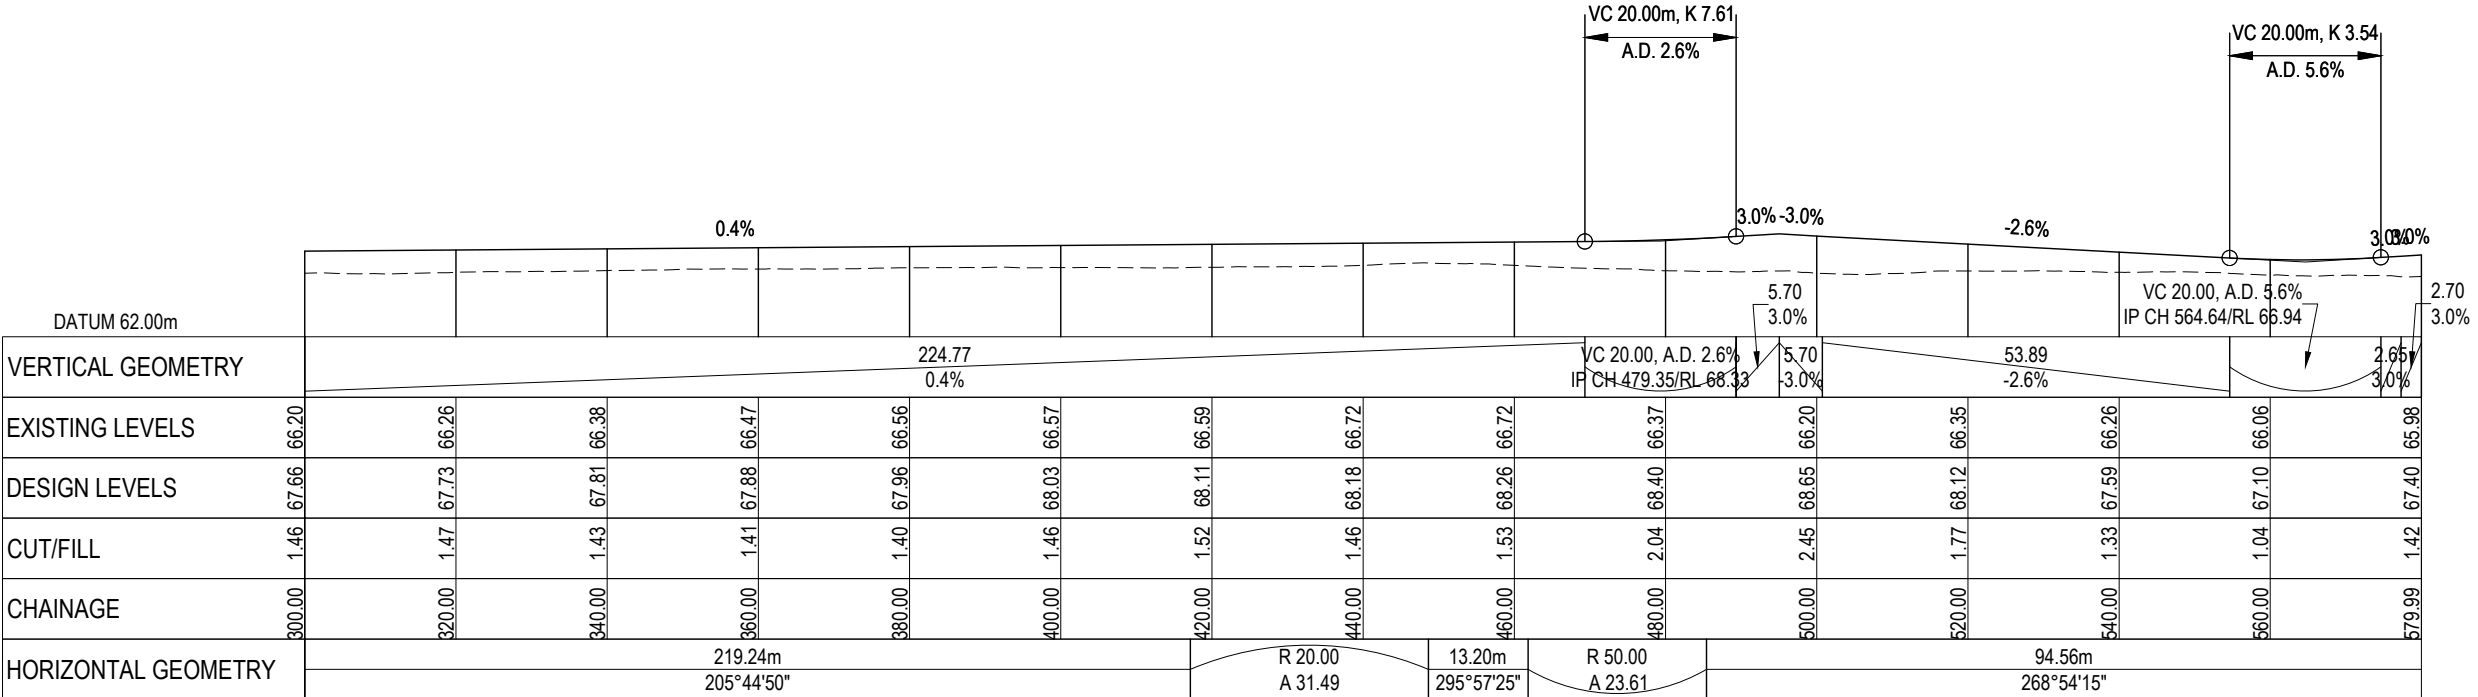 VC 20.00m, K 7.61
A.D. 2.6%
VC 20.00m, K 3.54
A.D. 5.6%
0.4%
3.0%
-3.0%
-2.6%
3.0%
3.0%
DATUM 62.00m
5.70
3.0%
VC 20.00, A.D. 5.6%
IP CH 564.64/RL 66.94
2.70
3.0%
VERTICAL GEOMETRY
224.77
0.4%
VC 20.00, A.D. 2.6%
IP CH 479.35/RL 68.33
5.70
-3.0%
53.89
-2.6%
2.65
3.0%
EXISTING LEVELS 66.20 66.26 66.38 66.47 66.56 66.57 66.59 66.72 66.72 66.37 66.20 66.35 66.26 66.06 65.98
DESIGN LEVELS 67.66 67.73 67.81 67.88 67.96 68.03 68.11 68.18 68.26 68.40 68.65 68.12 67.59 67.10 67.40
CUT/FILL 1.46 1.47 1.43 1.41 1.40 1.46 1.52 1.46 1.53 2.04 2.45 1.77 1.33 1.04 1.42
CHAINAGE 300.00 320.00 340.00 360.00 380.00 400.00 420.00 440.00 460.00 480.00 500.00 520.00 540.00 560.00 579.99
HORIZONTAL GEOMETRY
219.24m
205°44'50"
R 20.00
A 31.49
13.20m
295°57'25"
R 50.00
A 23.61
94.56m
268°54'15"